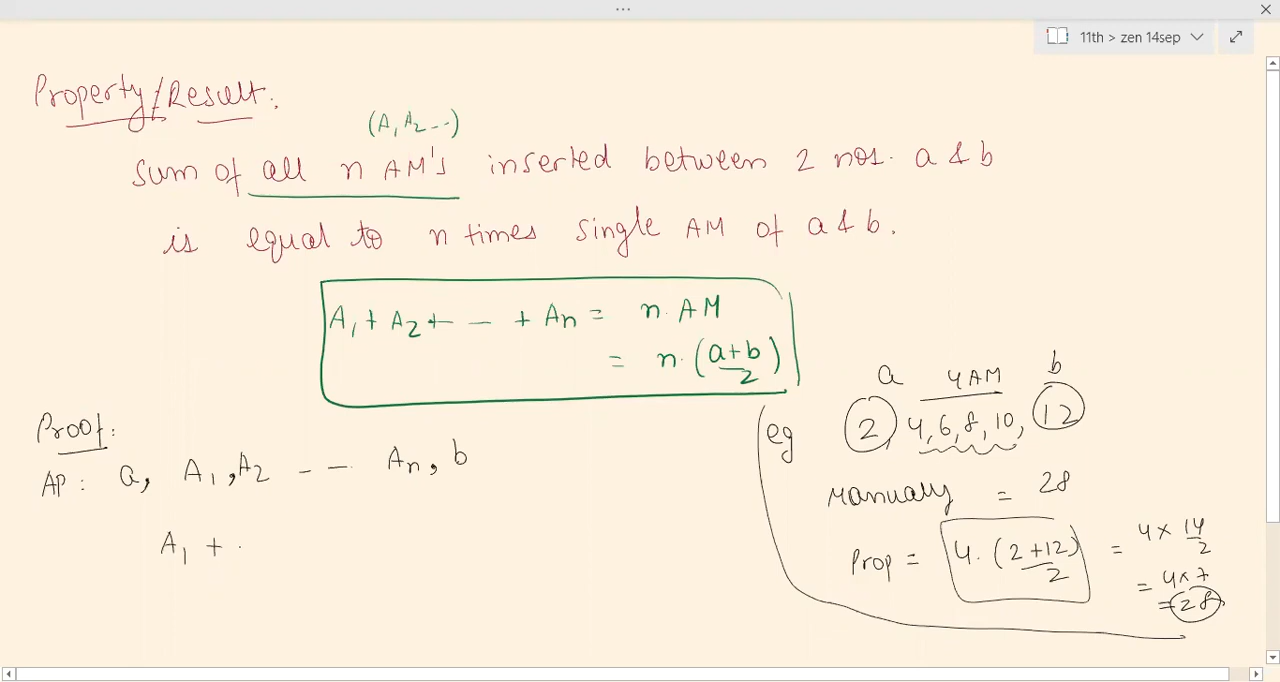 ...
11th > zen 14sep
Property/Result:
(A₁ A₂ --)
Sum of all n AM's inserted between 2 nos. a & b
is equal to n times single AM of a & b.
A₁ + A₂ + - - + An = n. AM
= n. (a+b/2)
Proof:
AP: a, A₁, A₂ - - - An, b
A₁ + .
eg
a 4AM b
2 4, 6, 8, 10, 12
Manually = 28
Prop = 4. (2+12/2) = 4 x 14/2
= 4x7
= 28